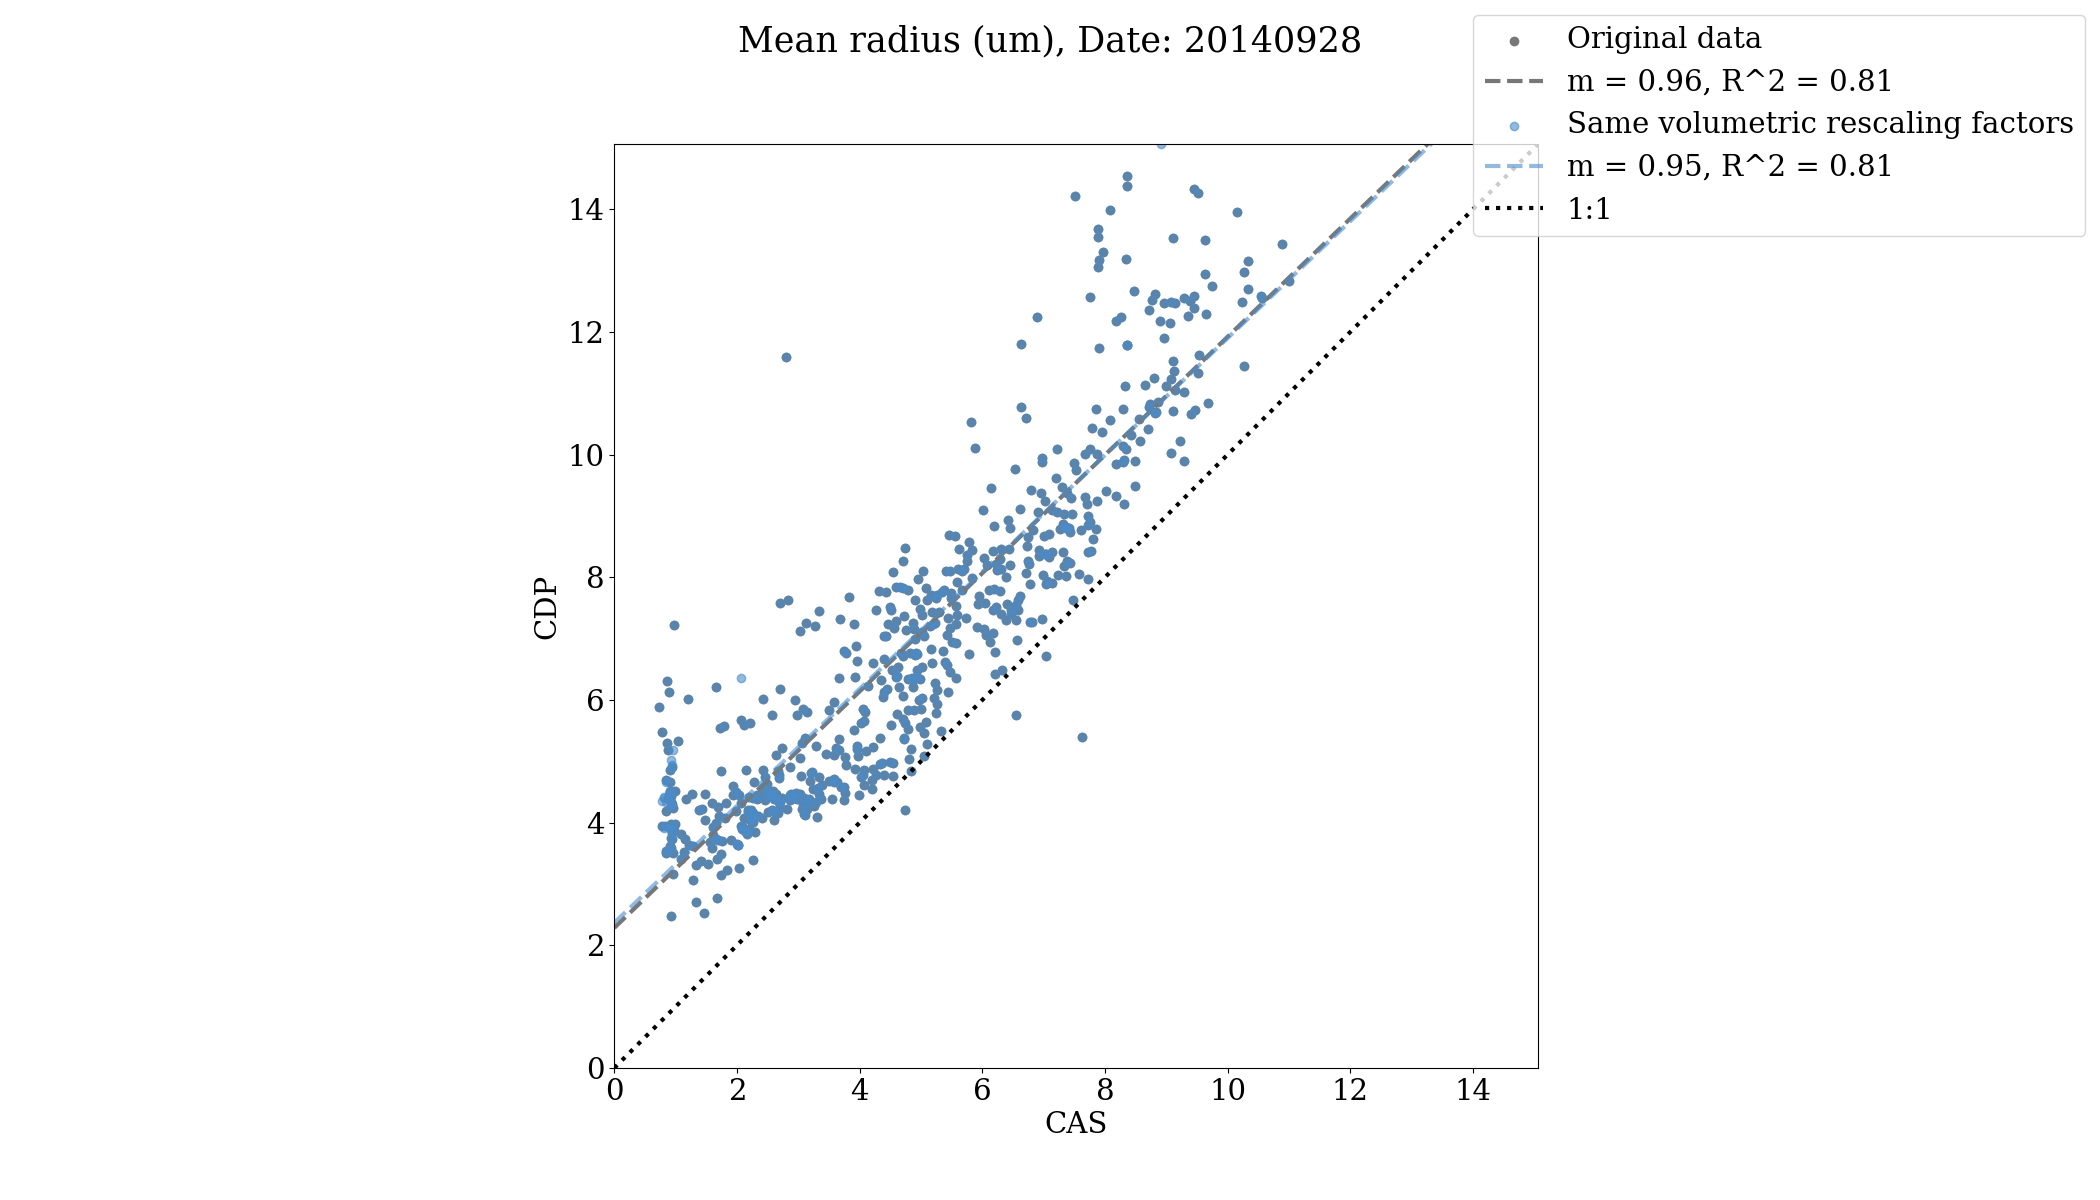 Mean radius (um), Date: 20140928
Original data
m = 0.96, R^2 = 0.81
Same volumetric rescaling factors
m = 0.95, R^2 = 0.81
1:1
14
12
10
8
6
4
2
0
CDP
0 2 4 6 8 10 12 14
CAS